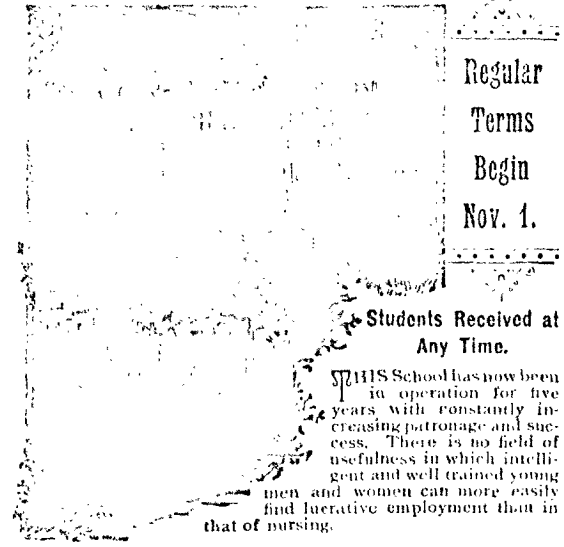 Regular
Terms
Begin
Nov. 1.
Students Received at
Any Time.
THIS School has now been
in operation for five
years with constantly in-
creasing patronage and suc-
cess. There is no field of
usefulness in which intelli-
gent and well trained young
men and women can more easily
find lucrative employment than in
that of nursing.